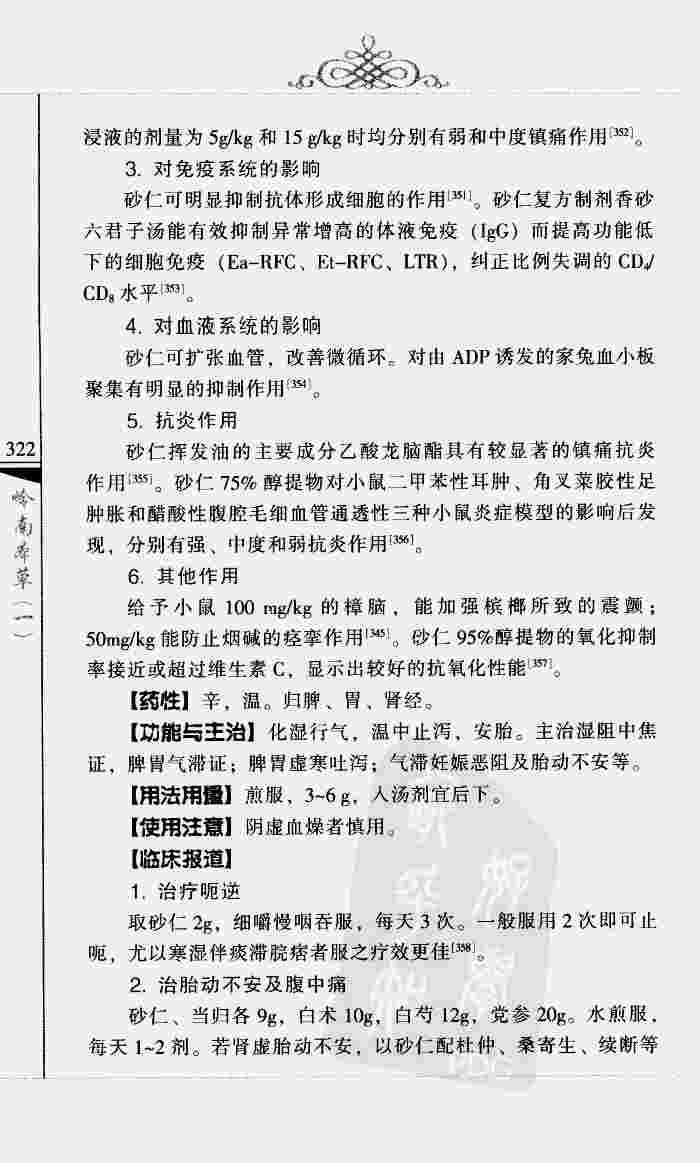 浸液的剂量为 5g/kg 和 15 g/kg 时均分别有弱和中度镇痛作用[352]。
3. 对免疫系统的影响
砂仁可明显抑制抗体形成细胞的作用[351]。砂仁复方制剂香砂
六君子汤能有效抑制异常增高的体液免疫（IgG）而提高功能低
下的细胞免疫（Ea-RFC、Et-RFC、LTR），纠正比例失调的 CD4/
CD8 水平[353]。
4. 对血液系统的影响
砂仁可扩张血管，改善微循环。对由 ADP 诱发的家兔血小板
聚集有明显的抑制作用[354]。
5. 抗炎作用
砂仁挥发油的主要成分乙酸龙脑酯具有较显著的镇痛抗炎
作用[355]。砂仁 75% 醇提物对小鼠二甲苯性耳肿、角叉菜胶性足
肿胀和醋酸性腹腔毛细血管通透性三种小鼠炎症模型的影响后发
现，分别有强、中度和弱抗炎作用[356]。
6. 其他作用
给予小鼠 100 mg/kg 的樟脑，能加强槟榔所致的震颤；
50mg/kg 能防止烟碱的痉挛作用[345]。砂仁 95%醇提物的氧化抑制
率接近或超过维生素 C，显示出较好的抗氧化性能[357]。
【药性】辛，温。归脾、胃、肾经。
【功能与主治】化湿行气，温中止泻，安胎。主治湿阻中焦
证，脾胃气滞证；脾胃虚寒吐泻；气滞妊娠恶阻及胎动不安等。
【用法用量】煎服，3~6 g，入汤剂宜后下。
【使用注意】阴虚血燥者慎用。
【临床报道】
1. 治疗呃逆
取砂仁 2g，细嚼慢咽吞服，每天 3 次。一般服用 2 次即可止
呃，尤以寒湿伴痰滞脘痞者服之疗效更佳[358]。
2. 治胎动不安及腹中痛
砂仁、当归各 9g，白术 10g，白芍 12g，党参 20g。水煎服，
每天 1~2 剂。若肾虚胎动不安，以砂仁配杜仲、桑寄生、续断等
322
岭南本草（一）
PDG